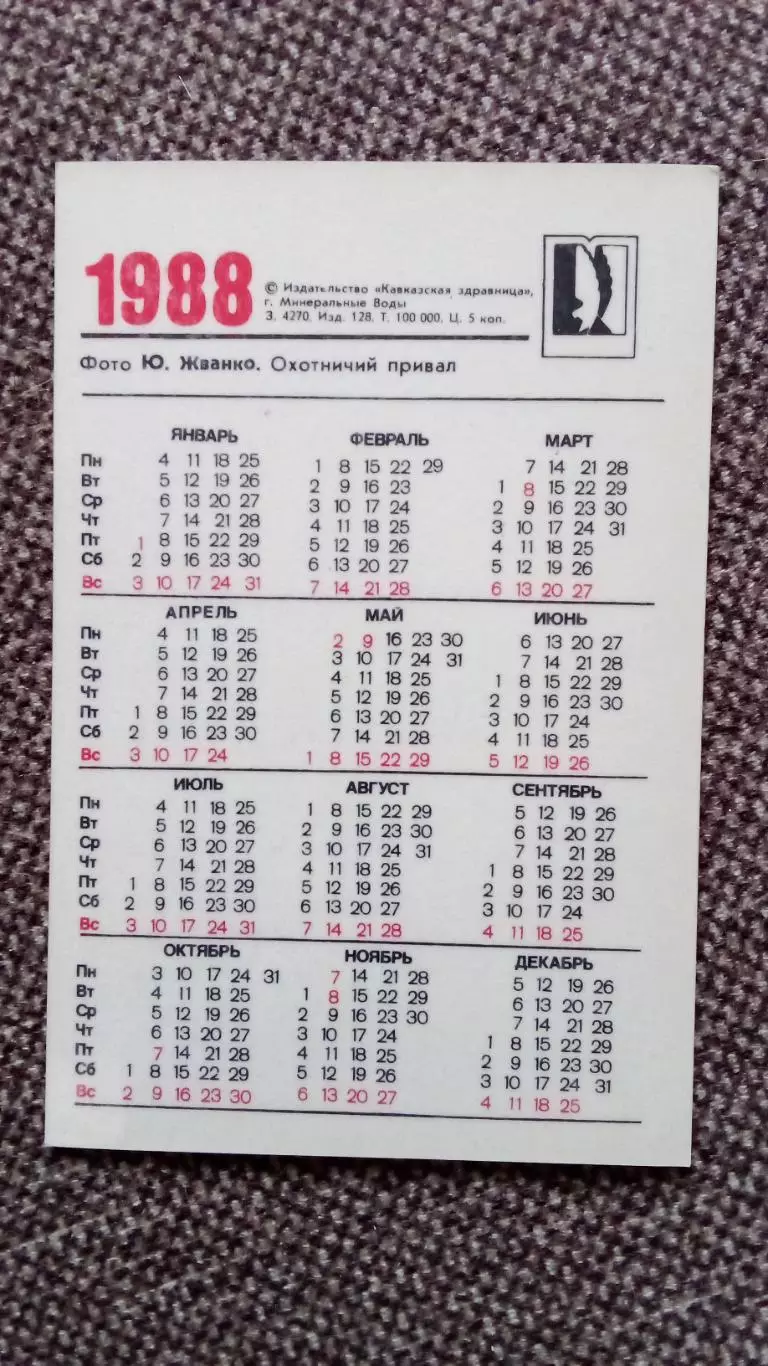 1988
© Издательство «Кавказская здравница»,
г. Минеральные Воды
З. 4270. Изд. 128. Т. 100 000. Ц. 5 коп.
Фото Ю. Жванко. Охотничий привал
ЯНВАРЬ ФЕВРАЛЬ МАРТ
Пн 4 11 18 25 1 8 15 22 29 7 14 21 28
Вт 5 12 19 26 2 9 16 23 1 8 15 22 29
Ср 6 13 20 27 3 10 17 24 2 9 16 23 30
Чт 7 14 21 28 4 11 18 25 3 10 17 24 31
Пт 1 8 15 22 29 5 12 19 26 4 11 18 25
Сб 2 9 16 23 30 6 13 20 27 5 12 19 26
Вс 3 10 17 24 31 7 14 21 28 6 13 20 27
АПРЕЛЬ МАЙ ИЮНЬ
Пн 4 11 18 25 2 9 16 23 30 6 13 20 27
Вт 5 12 19 26 3 10 17 24 31 7 14 21 28
Ср 6 13 20 27 4 11 18 25 1 8 15 22 29
Чт 7 14 21 28 5 12 19 26 2 9 16 23 30
Пт 1 8 15 22 29 6 13 20 27 3 10 17 24
Сб 2 9 16 23 30 7 14 21 28 4 11 18 25
Вс 3 10 17 24 1 8 15 22 29 5 12 19 26
ИЮЛЬ АВГУСТ СЕНТЯБРЬ
Пн 4 11 18 25 1 8 15 22 29 5 12 19 26
Вт 5 12 19 26 2 9 16 23 30 6 13 20 27
Ср 6 13 20 27 3 10 17 24 31 7 14 21 28
Чт 7 14 21 28 4 11 18 25 1 8 15 22 29
Пт 1 8 15 22 29 5 12 19 26 2 9 16 23 30
Сб 2 9 16 23 30 6 13 20 27 3 10 17 24
Вс 3 10 17 24 31 7 14 21 28 4 11 18 25
ОКТЯБРЬ НОЯБРЬ ДЕКАБРЬ
Пн 3 10 17 24 31 7 14 21 28 5 12 19 26
Вт 4 11 18 25 1 8 15 22 29 6 13 20 27
Ср 5 12 19 26 2 9 16 23 30 7 14 21 28
Чт 6 13 20 27 3 10 17 24 1 8 15 22 29
Пт 7 14 21 28 4 11 18 25 2 9 16 23 30
Сб 1 8 15 22 29 5 12 19 26 3 10 17 24 31
Вс 2 9 16 23 30 6 13 20 27 4 11 18 25